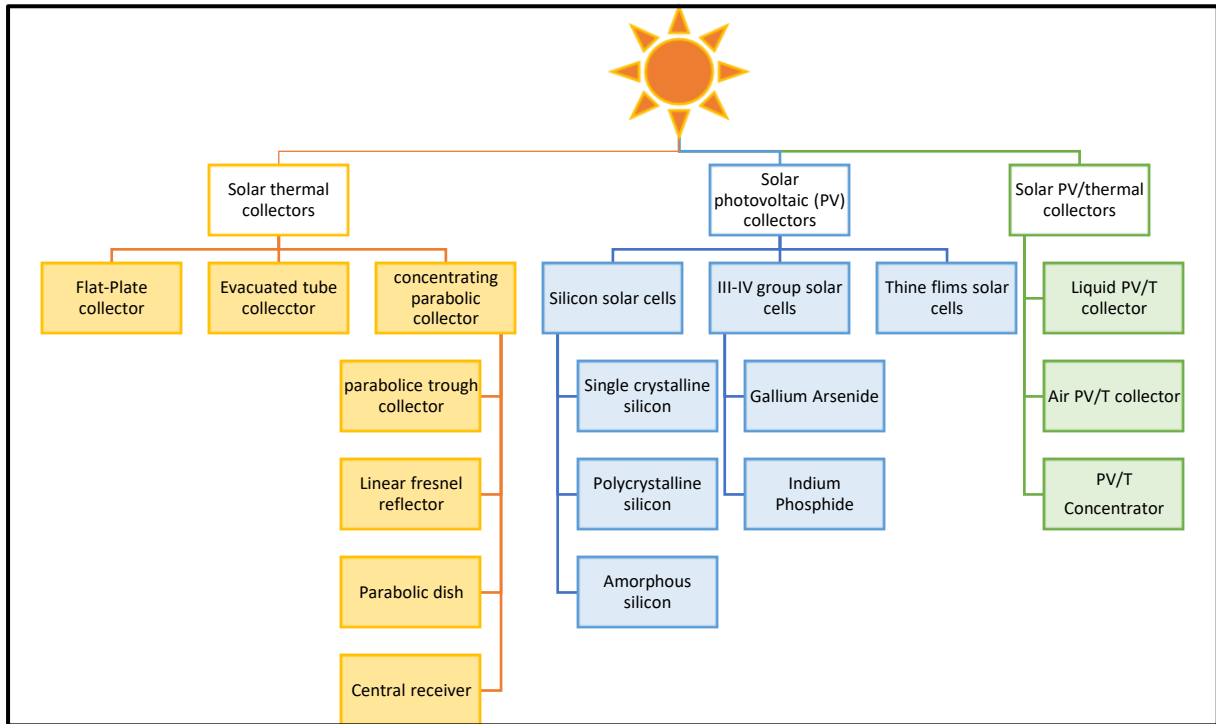 Solar thermal
collectors
Solar
photovoltaic (PV)
collectors
Solar PV/thermal
collectors
Flat-Plate
collector
Evacuated tube
collecctor
concentrating
parabolic
collector
Silicon solar cells
III-IV group solar
cells
Thine flims solar
cells
Liquid PV/T
collector
parabolice trough
collector
Single crystalline
silicon
Gallium Arsenide
Air PV/T collector
Linear fresnel
reflector
Polycrystalline
silicon
Indium
Phosphide
PV/T
Concentrator
Parabolic dish
Amorphous
silicon
Central receiver